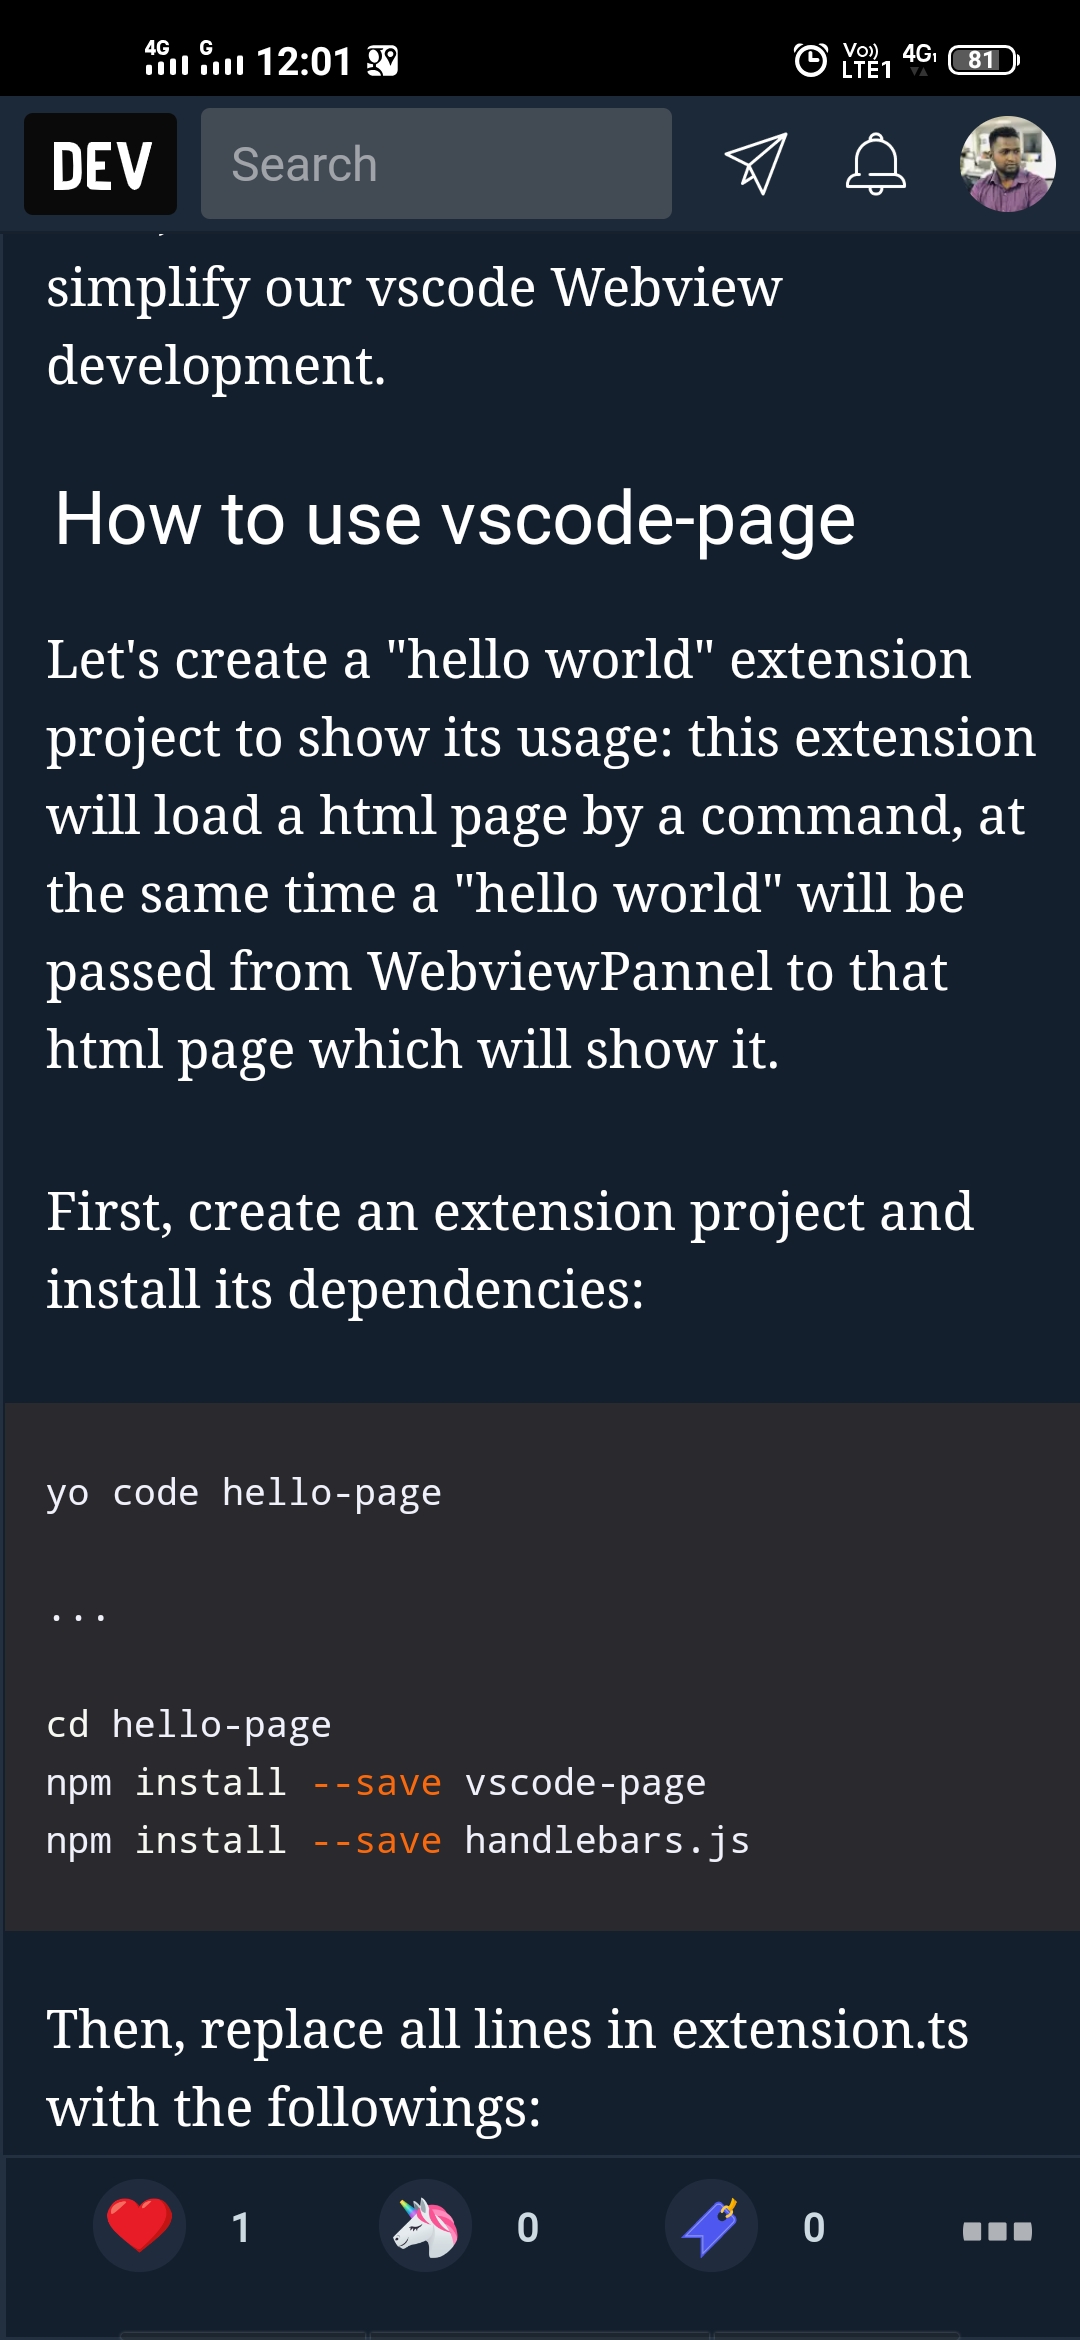 4G G 12:01 Vo)) LTE1 4G1 81
DEV Search
simplify our vscode Webview
development.
How to use vscode-page
Let's create a "hello world" extension
project to show its usage: this extension
will load a html page by a command, at
the same time a "hello world" will be
passed from WebviewPannel to that
html page which will show it.
First, create an extension project and
install its dependencies:
yo code hello-page
...
cd hello-page
npm install --save vscode-page
npm install --save handlebars.js
Then, replace all lines in extension.ts
with the followings:
1 0 0